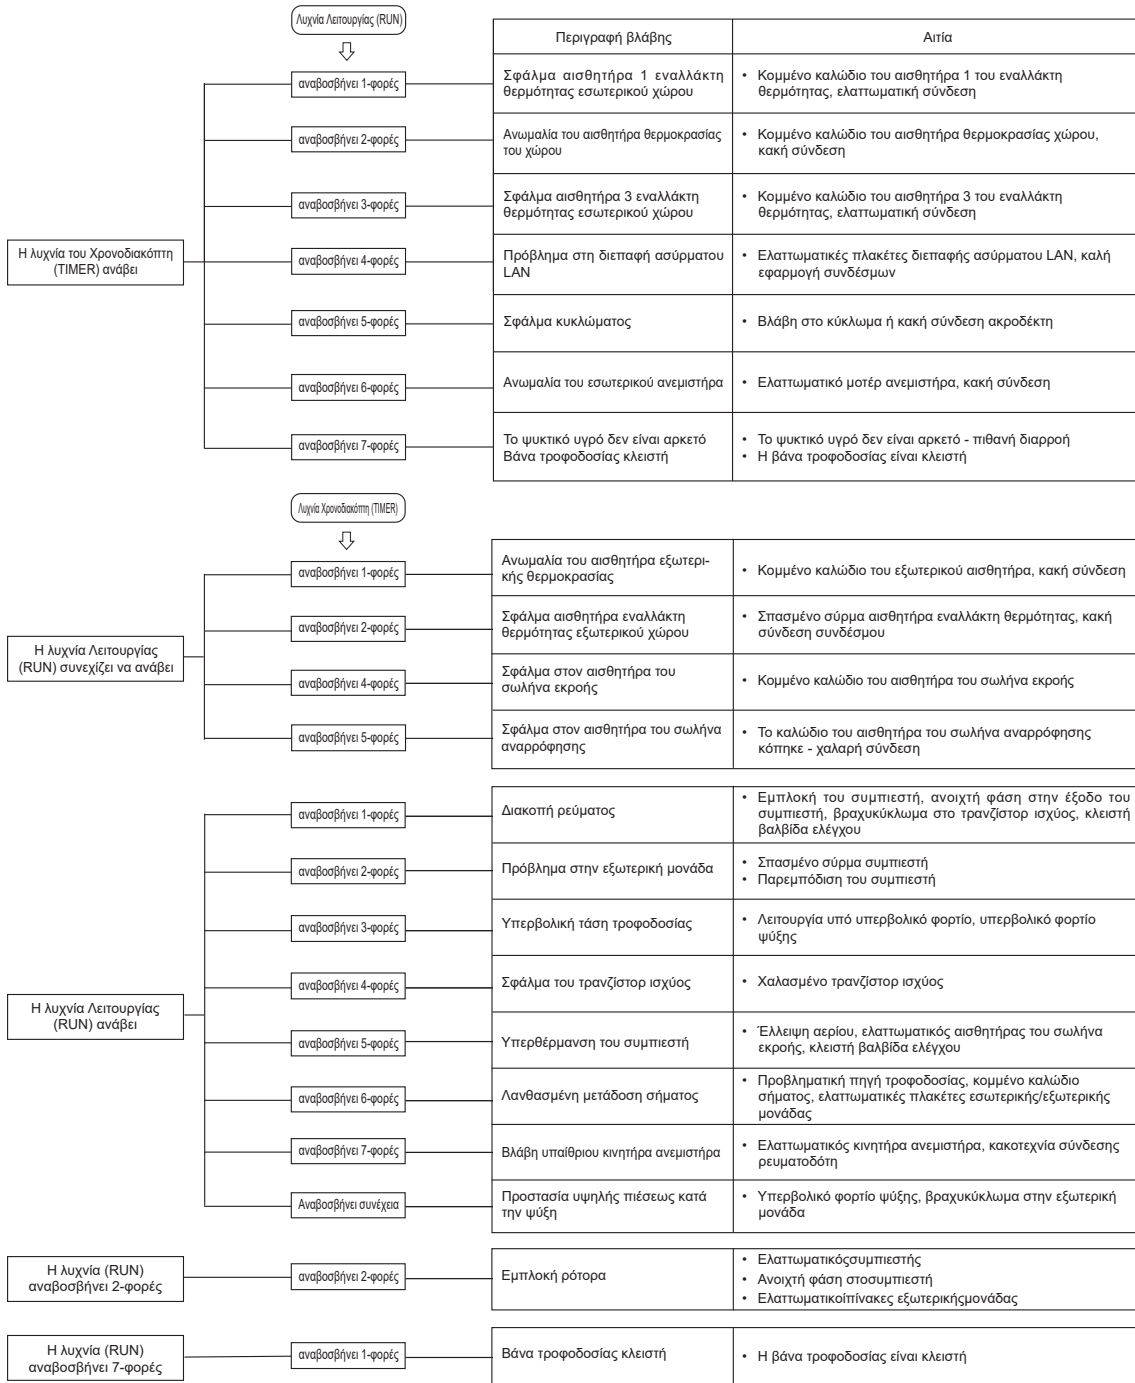 Λυχνία Λειτουργίας (RUN)
Περιγραφή βλάβης
Αιτία
αναβοσβήνει 1-φορές
Σφάλμα αισθητήρα 1 εναλλάκτη
θερμότητας εσωτερικού χώρου
• Κομμένο καλώδιο του αισθητήρα 1 του εναλλάκτη
θερμότητας, ελαττωματική σύνδεση
αναβοσβήνει 2-φορές
Ανωμαλία του αισθητήρα θερμοκρασίας
του χώρου
• Κομμένο καλώδιο του αισθητήρα θερμοκρασίας χώρου,
κακή σύνδεση
αναβοσβήνει 3-φορές
Σφάλμα αισθητήρα 3 εναλλάκτη
θερμότητας εσωτερικού χώρου
• Κομμένο καλώδιο του αισθητήρα 3 του εναλλάκτη
θερμότητας, ελαττωματική σύνδεση
Η λυχνία του Χρονοδιακόπτη
(TIMER) ανάβει
αναβοσβήνει 4-φορές
Πρόβλημα στη διεπαφή ασύρματου
LAN
• Ελαττωματικές πλακέτες διεπαφής ασύρματου LAN, καλή
εφαρμογή συνδέσμων
αναβοσβήνει 5-φορές
Σφάλμα κυκλώματος
• Βλάβη στο κύκλωμα ή κακή σύνδεση ακροδέκτη
αναβοσβήνει 6-φορές
Ανωμαλία του εσωτερικού ανεμιστήρα
• Ελαττωματικό μοτέρ ανεμιστήρα, κακή σύνδεση
αναβοσβήνει 7-φορές
Το ψυκτικό υγρό δεν είναι αρκετό
Βάνα τροφοδοσίας κλειστή
• Το ψυκτικό υγρό δεν είναι αρκετό - πιθανή διαρροή
• Η βάνα τροφοδοσίας είναι κλειστή
Λυχνία Χρονοδιακόπτη (TIMER)
αναβοσβήνει 1-φορές
Ανωμαλία του αισθητήρα εξωτερι-
κής θερμοκρασίας
• Κομμένο καλώδιο του εξωτερικού αισθητήρα, κακή σύνδεση
αναβοσβήνει 2-φορές
Σφάλμα αισθητήρα εναλλάκτη
θερμότητας εξωτερικού χώρου
• Σπασμένο σύρμα αισθητήρα εναλλάκτη θερμότητας, κακή
σύνδεση συνδέσμου
Η λυχνία Λειτουργίας
(RUN) συνεχίζει να ανάβει
αναβοσβήνει 4-φορές
Σφάλμα στον αισθητήρα του
σωλήνα εκροής
• Κομμένο καλώδιο του αισθητήρα του σωλήνα εκροής
αναβοσβήνει 5-φορές
Σφάλμα στον αισθητήρα του σωλήνα
αναρρόφησης
• Το καλώδιο του αισθητήρα του σωλήνα αναρρόφησης
κόπηκε - χαλαρή σύνδεση
αναβοσβήνει 1-φορές
Διακοπή ρεύματος
• Εμπλοκή του συμπιεστή, ανοιχτή φάση στην έξοδο του
συμπιεστή, βραχυκύκλωμα στο τρανζίστορ ισχύος, κλειστή
βαλβίδα ελέγχου
αναβοσβήνει 2-φορές
Πρόβλημα στην εξωτερική μονάδα
• Σπασμένο σύρμα συμπιεστή
• Παρεμπόδιση του συμπιεστή
αναβοσβήνει 3-φορές
Υπερβολική τάση τροφοδοσίας
• Λειτουργία υπό υπερβολικό φορτίο, υπερβολικό φορτίο
ψύξης
αναβοσβήνει 4-φορές
Σφάλμα του τρανζίστορ ισχύος
• Χαλασμένο τρανζίστορ ισχύος
Η λυχνία Λειτουργίας
(RUN) ανάβει
αναβοσβήνει 5-φορές
Υπερθέρμανση του συμπιεστή
• Έλλειψη αερίου, ελαττωματικός αισθητήρας του σωλήνα
εκροής, κλειστή βαλβίδα ελέγχου
αναβοσβήνει 6-φορές
Λανθασμένη μετάδοση σήματος
• Προβληματική πηγή τροφοδοσίας, κομμένο καλώδιο
σήματος, ελαττωματικές πλακέτες εσωτερικής/εξωτερικής
μονάδας
αναβοσβήνει 7-φορές
Βλάβη υπαίθριου κινητήρα ανεμιστήρα
• Ελαττωματικός κινητήρα ανεμιστήρα, κακοτεχνία σύνδεσης
ρευματοδότη
Αναβοσβήνει συνέχεια
Προστασία υψηλής πιέσεως κατά
την ψύξη
• Υπερβολικό φορτίο ψύξης, βραχυκύκλωμα στην εξωτερική
μονάδα
Η λυχνία (RUN)
αναβοσβήνει 2-φορές
αναβοσβήνει 2-φορές
Εμπλοκή ρότορα
• Ελαττωματικόςσυμπιεστής
• Ανοιχτή φάση στοσυμπιεστή
• Ελαττωματικοίπίνακες εξωτερικήςμονάδας
Η λυχνία (RUN)
αναβοσβήνει 7-φορές
αναβοσβήνει 1-φορές
Βάνα τροφοδοσίας κλειστή
• Η βάνα τροφοδοσίας είναι κλειστή